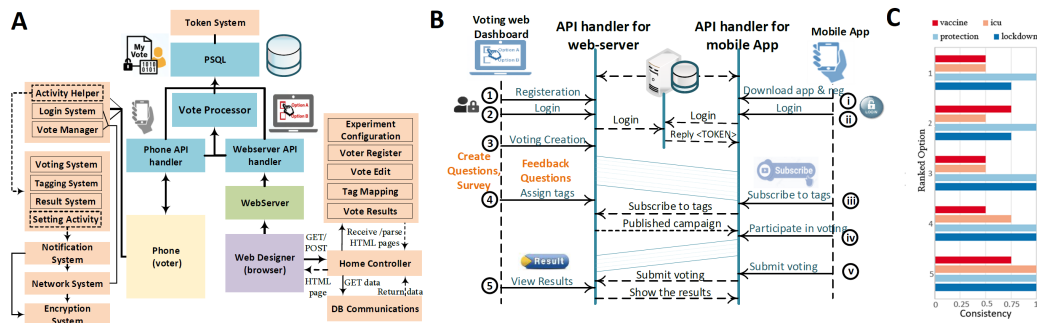 A
Token System
My
Vote
PSQL
Activity Helper
Login System
Vote Manager
Vote Processor
Option A
Option B
Phone API
handler
Webserver API
handler
Voting System
Tagging System
Result System
Setting Activity
WebServer
Phone
(voter)
Web Designer
(browser)
Notification
System
Network System
Encryption
System
Experiment
Configuration
Voter Register
Vote Edit
Tag Mapping
Vote Results
GET/
POST
Receive /parse
HTML pages
Home Controller
HTML
page
GET data
Return data
DB Communications
B
Voting web
Dashboard
API handler for
web-server
API handler for
mobile App
Mobile App
Option A
Option B
1 Registeration
2 Login
Download app & reg i
Login ii
Login
Login
Reply <TOKEN>
3 Voting Creation
Create
Questions,
Survey
Feedback
Questions
Subscribe
4 Assign tags
Subscribe to tags iii
Subscribe to tags
Published campaign
Participate in voting iv
Result
5 View Results
Submit voting v
Submit voting
Show the results
C
vaccine
icu
protection
lockdown
Ranked Option
1
2
3
4
5
0 0.25 0.5 0.75 1
Consistency